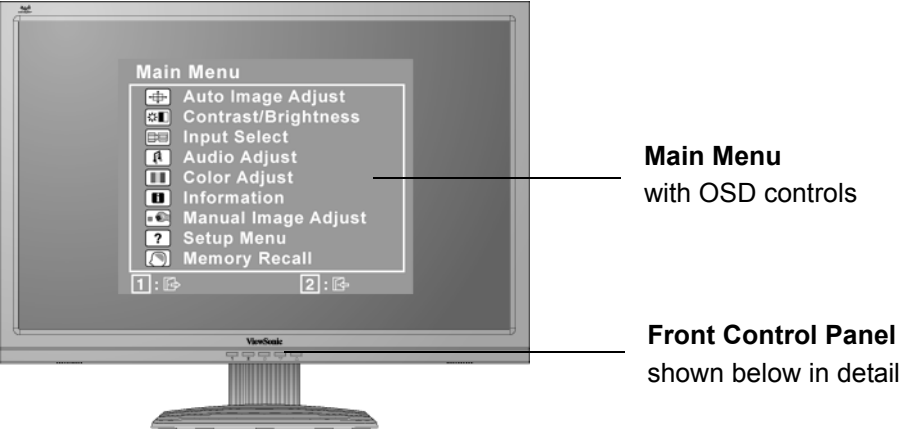 Main Menu
Auto Image Adjust
Contrast/Brightness
Input Select
Audio Adjust
Color Adjust
Information
Manual Image Adjust
Setup Menu
Memory Recall
1 :
2 :
ViewSonic
Main Menu
with OSD controls
Front Control Panel
shown below in detail